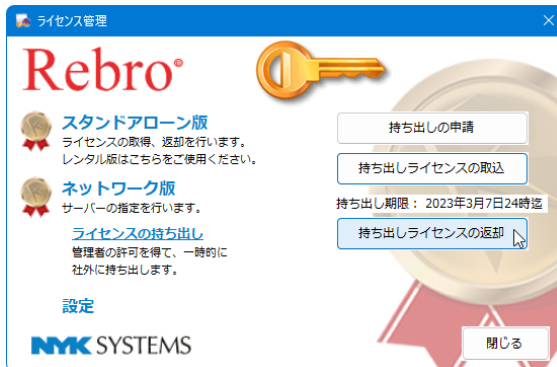 ライセンス管理
Rebro®
スタンドアローン版
ライセンスの取得、返却を行います。
レンタル版はこちらをご使用ください。
ネットワーク版
サーバーの指定を行います。
ライセンスの持ち出し
管理者の許可を得て、一時的に
社外に持ち出します。
設定
NYK SYSTEMS
持ち出しの申請
持ち出しライセンスの取込
持ち出し期限： 2023年3月7日24時迄
持ち出しライセンスの返却
閉じる